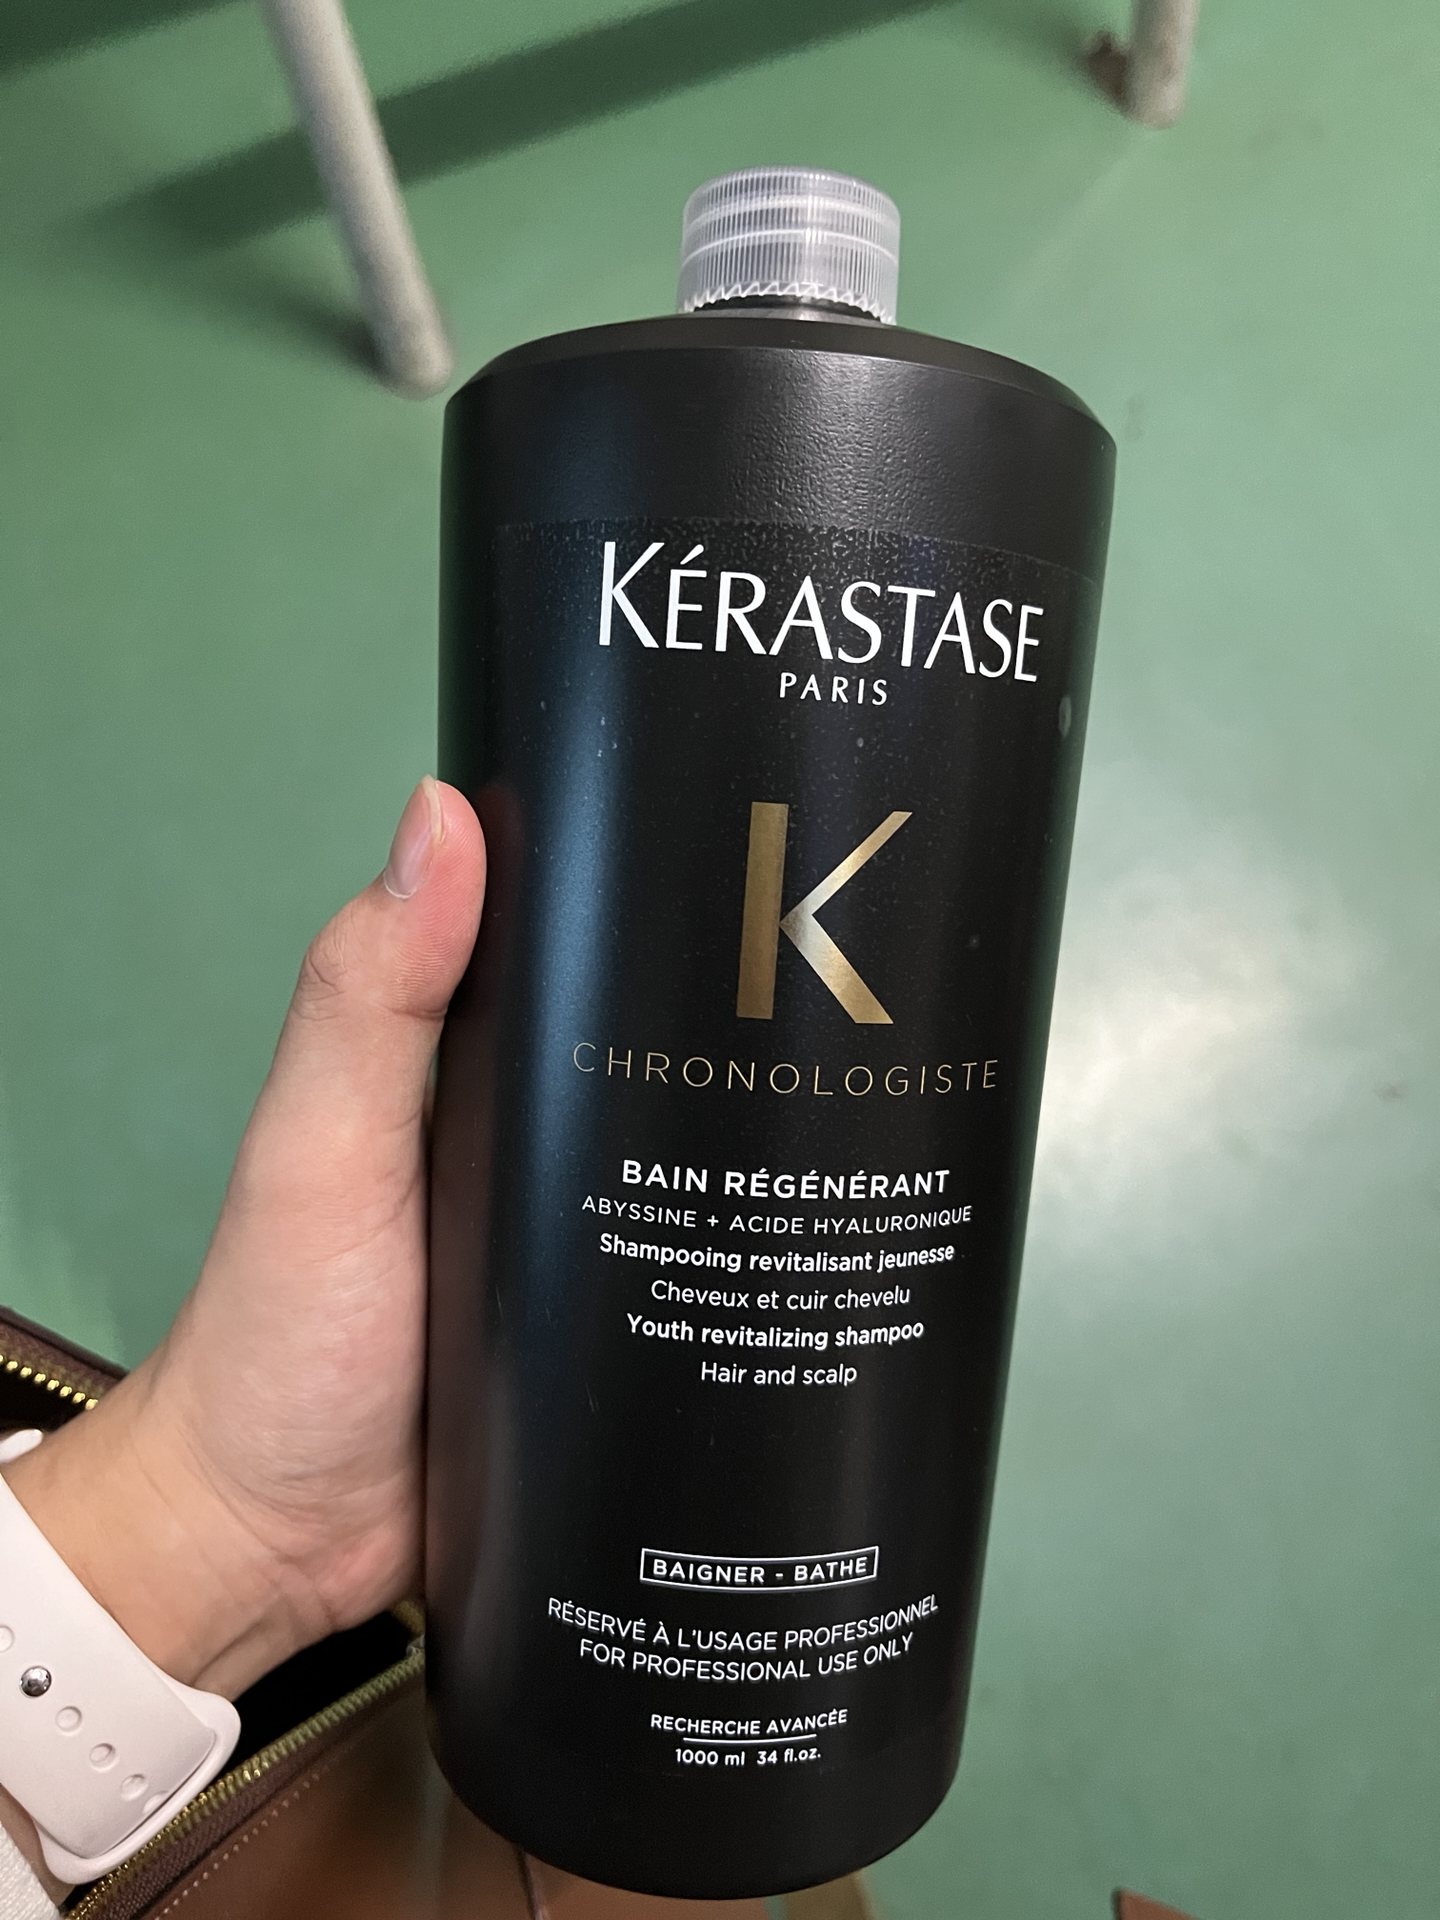 KÉRASTASE
PARIS
K
CHRONOLOGISTE
BAIN RÉGÉNÉRANT
ABYSSINE + ACIDE HYALURONIQUE
Shampooing revitalisant jeunesse
Cheveux et cuir chevelu
Youth revitalizing shampoo
Hair and scalp
BAIGNER - BATHE
RÉSERVÉ À L'USAGE PROFESSIONNEL
FOR PROFESSIONAL USE ONLY
RECHERCHE AVANCÉE
1000 ml 34 fl.oz.